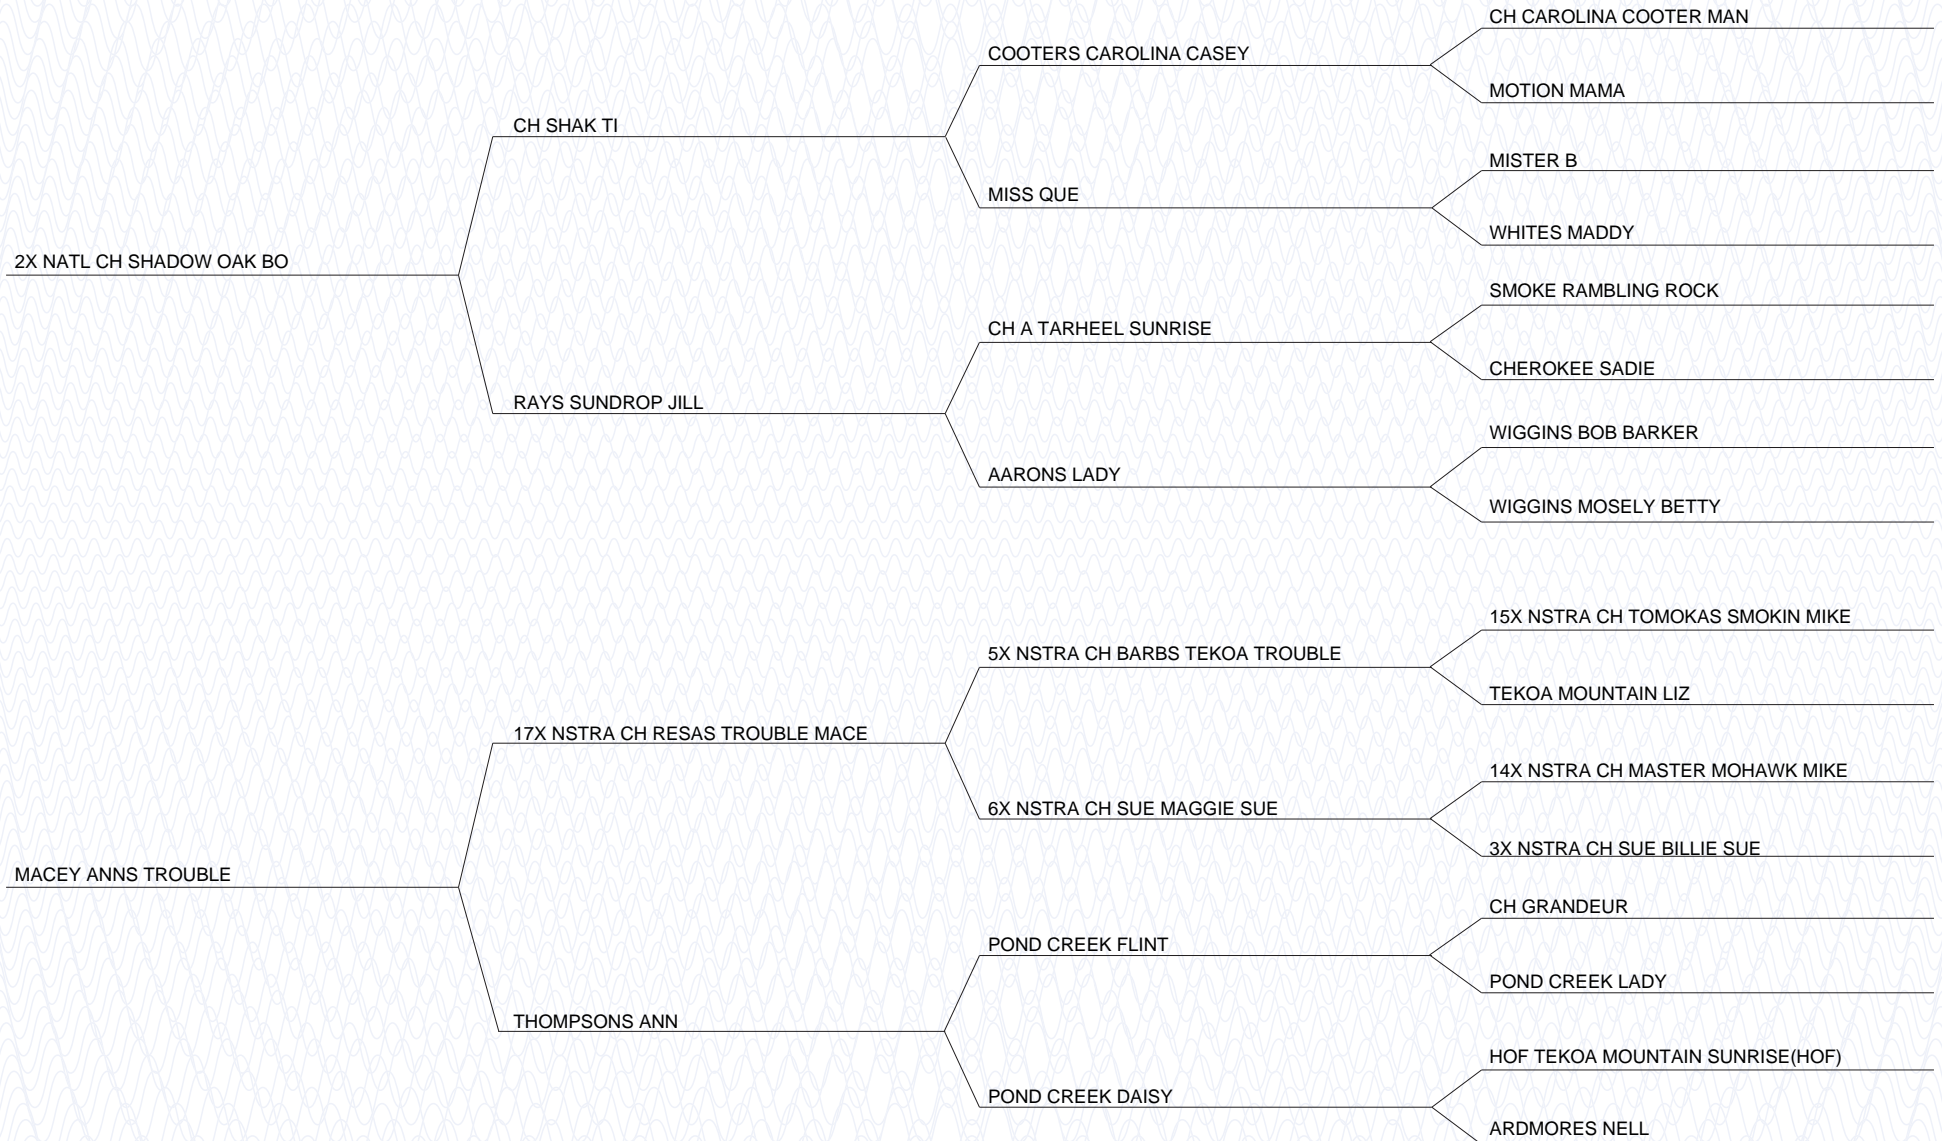 CH CAROLINA COOTER MAN
COOTERS CAROLINA CASEY
MOTION MAMA
CH SHAK TI
MISTER B
MISS QUE
WHITES MADDY
2X NATL CH SHADOW OAK BO
SMOKE RAMBLING ROCK
CH A TARHEEL SUNRISE
CHEROKEE SADIE
RAYS SUNDROP JILL
WIGGINS BOB BARKER
AARONS LADY
WIGGINS MOSELY BETTY
15X NSTRA CH TOMOKAS SMOKIN MIKE
5X NSTRA CH BARBS TEKOA TROUBLE
TEKOA MOUNTAIN LIZ
17X NSTRA CH RESAS TROUBLE MACE
14X NSTRA CH MASTER MOHAWK MIKE
6X NSTRA CH SUE MAGGIE SUE
3X NSTRA CH SUE BILLIE SUE
MACEY ANNS TROUBLE
CH GRANDEUR
POND CREEK FLINT
POND CREEK LADY
THOMPSONS ANN
HOF TEKOA MOUNTAIN SUNRISE(HOF)
POND CREEK DAISY
ARDMORES NELL